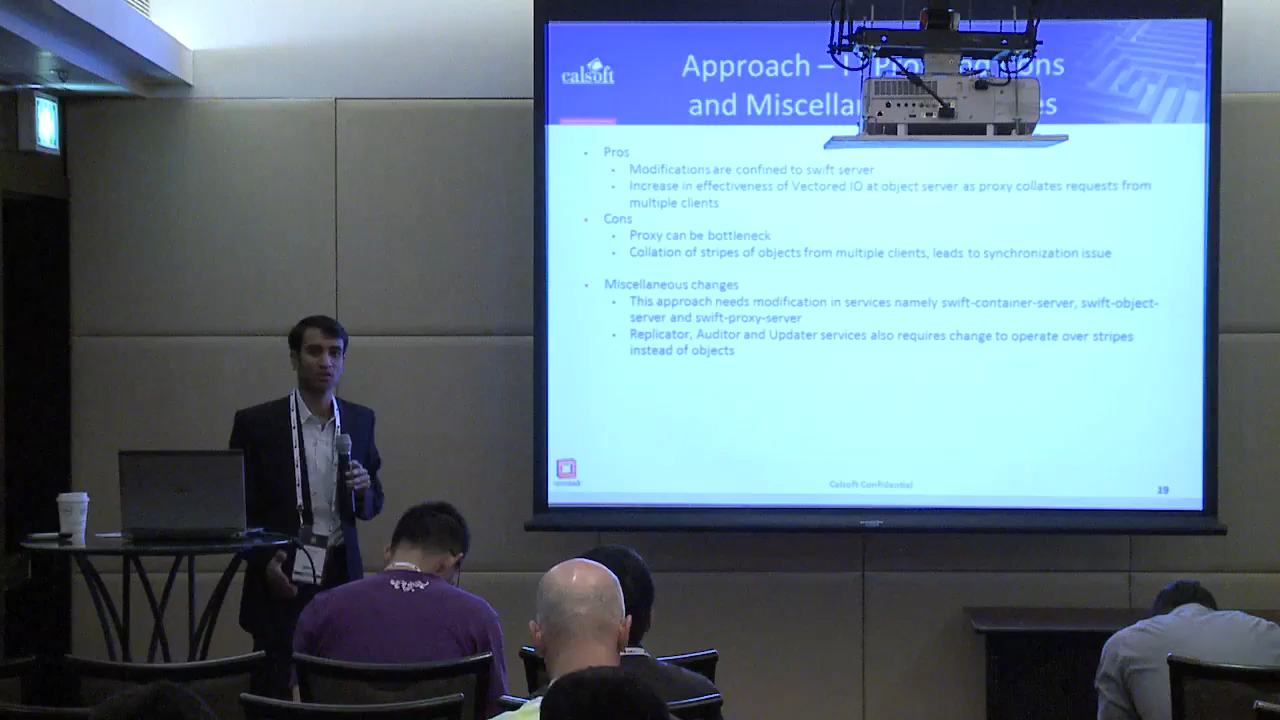 calsoft
Approach –
and Miscella
Pros
Modifications are confined to swift server
Increase in effectiveness of Vectored IO at object server as proxy collates requests from
multiple clients
Cons
Proxy can be bottleneck
Collation of stripes of objects from multiple clients, leads to synchronization issue
Miscellaneous changes
This approach needs modification in services namely swift-container-server, swift-object-
server and swift-proxy-server
Replicator, Auditor and Updater services also requires change to operate over stripes
instead of objects
Calsoft Confidential
19